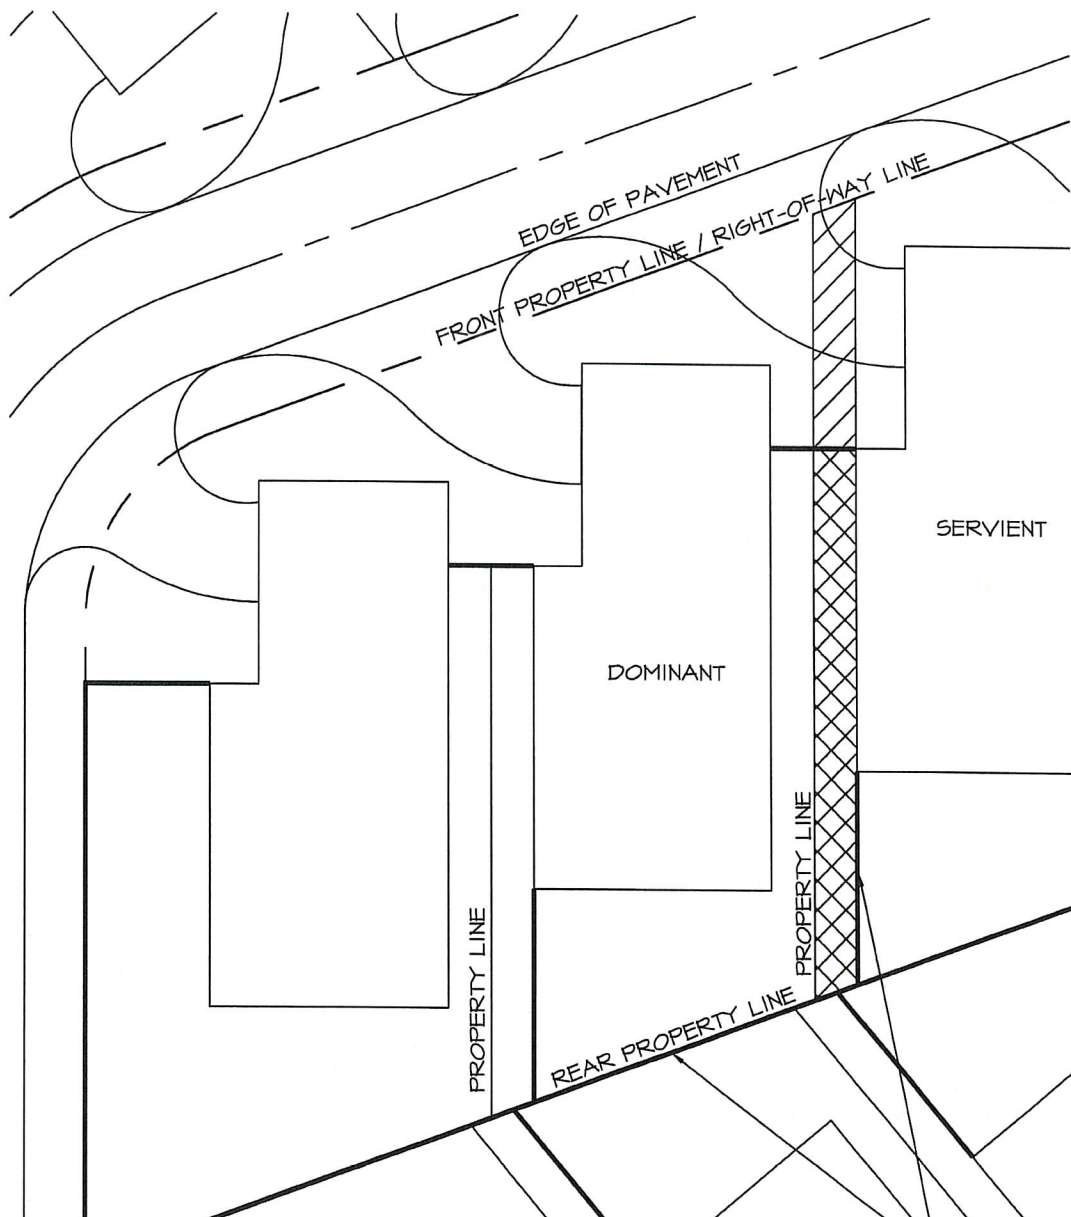 EDGE OF PAVEMENT
FRONT PROPERTY LINE / RIGHT-OF-WAY LINE
SERVIENT
DOMINANT
PROPERTY LINE
PROPERTY LINE
REAR PROPERTY LINE